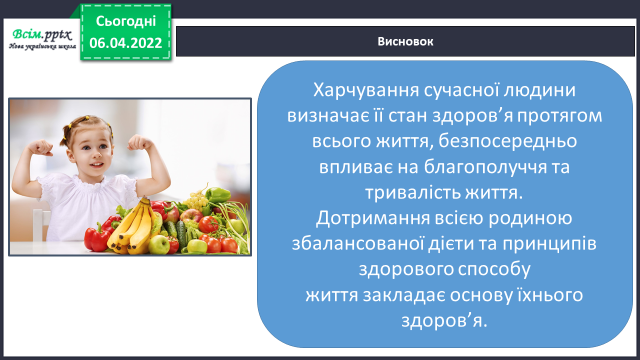 Всім.pptx
Нова українська школа
Сьогодні
06.04.2022
Висновок
Харчування сучасної людини
визначає її стан здоров’я протягом
всього життя, безпосередньо
впливає на благополуччя та
тривалість життя.
Дотримання всією родиною
збалансованої дієти та принципів
здорового способу
життя закладає основу їхнього
здоров’я.